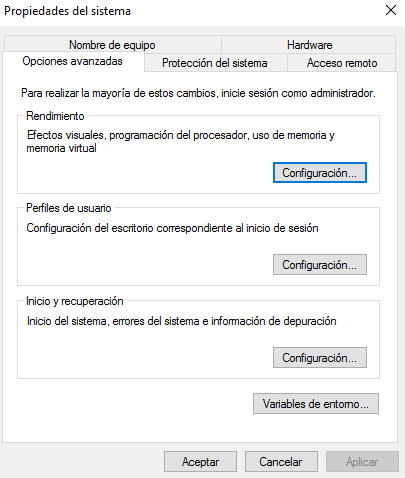 Propiedades del sistema
Nombre de equipo
Hardware
Opciones avanzadas
Protección del sistema
Acceso remoto
Para realizar la mayoría de estos cambios, inicie sesión como administrador.
Rendimiento
Efectos visuales, programación del procesador, uso de memoria y
memoria virtual
Configuración...
Perfiles de usuario
Configuración del escritorio correspondiente al inicio de sesión
Configuración...
Inicio y recuperación
Inicio del sistema, errores del sistema e información de depuración
Configuración...
Variables de entorno...
Aceptar
Cancelar
Aplicar